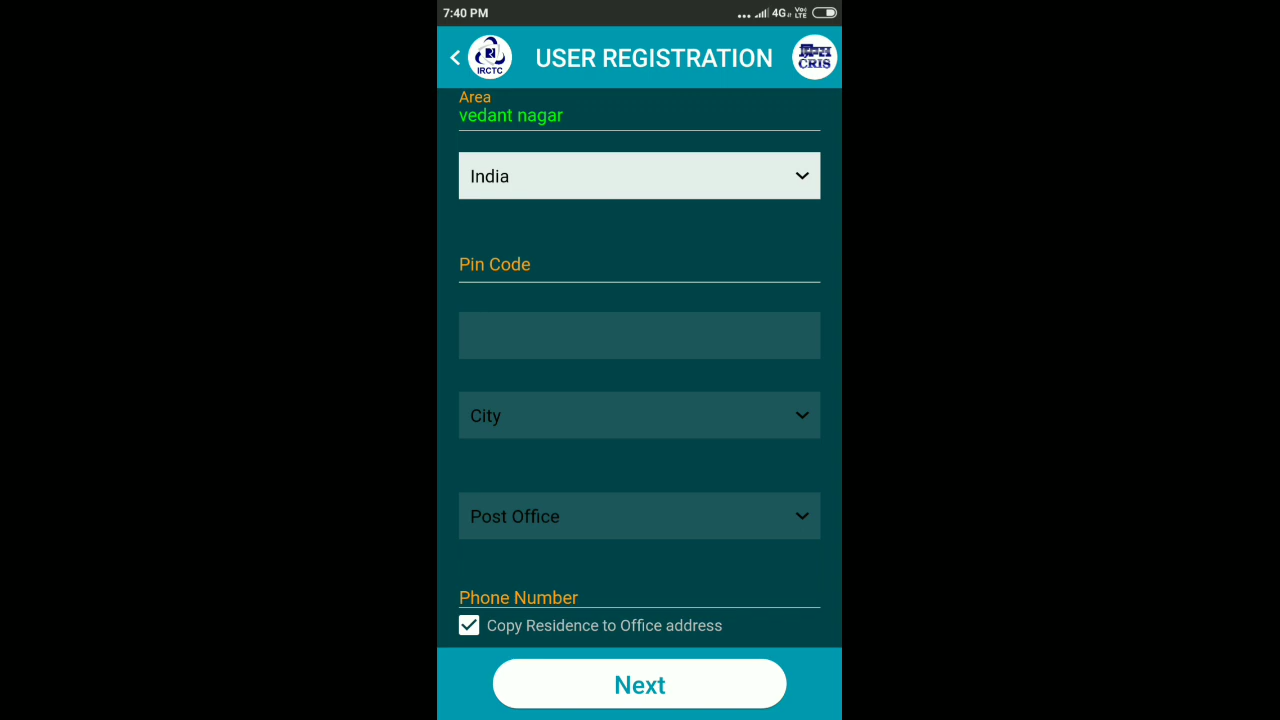 7:40 PM
4G Vo) LTE
IRCTC
USER REGISTRATION
CRIS
Area
vedant nagar
India
Pin Code
City
Post Office
Phone Number
Copy Residence to Office address
Next